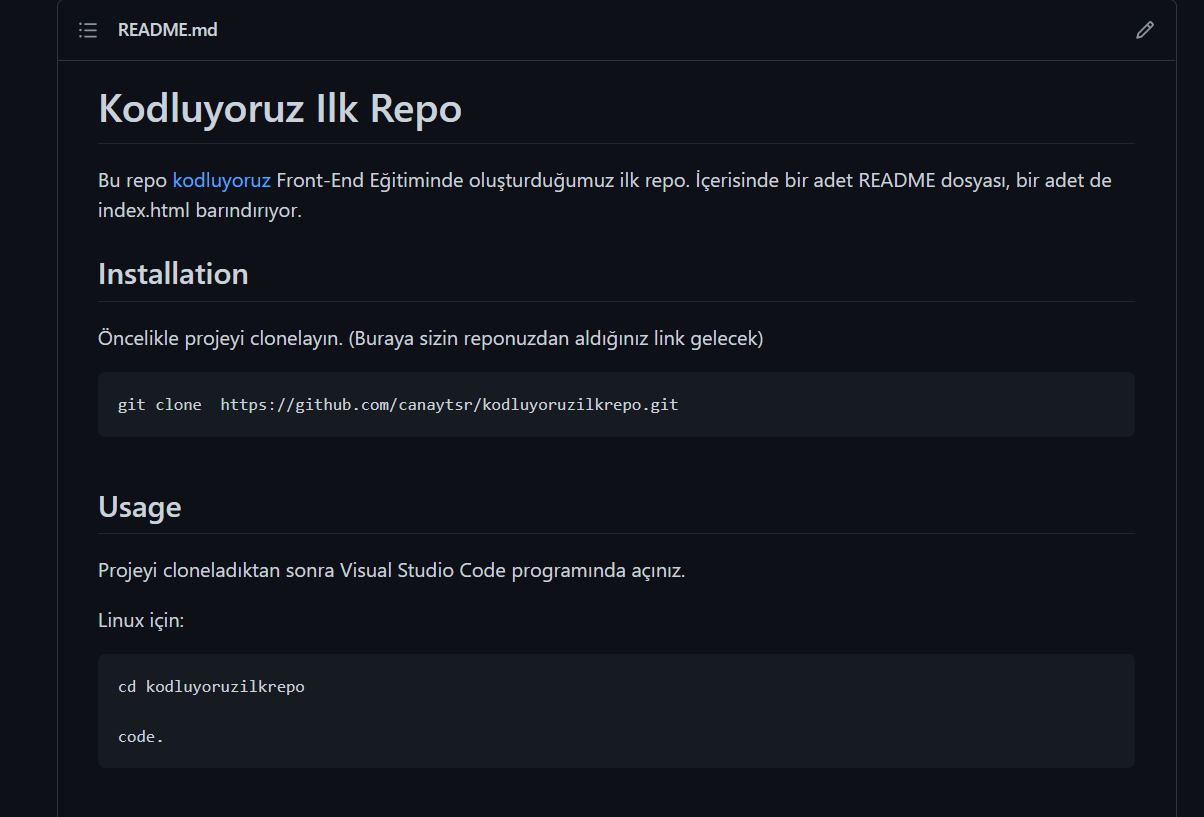 README.md
Kodluyoruz Ilk Repo
Bu repo kodluyoruz Front-End Eğitiminde oluşturduğumuz ilk repo. İçerisinde bir adet README dosyası, bir adet de
index.html barındırıyor.
Installation
Öncelikle projeyi clonelayın. (Buraya sizin reponuzdan aldığınız link gelecek)
git clone  https://github.com/canaytsr/kodluyoruzilkrepo.git
Usage
Projeyi cloneladıktan sonra Visual Studio Code programında açınız.
Linux için:
cd kodluyoruzilkrepo
code.